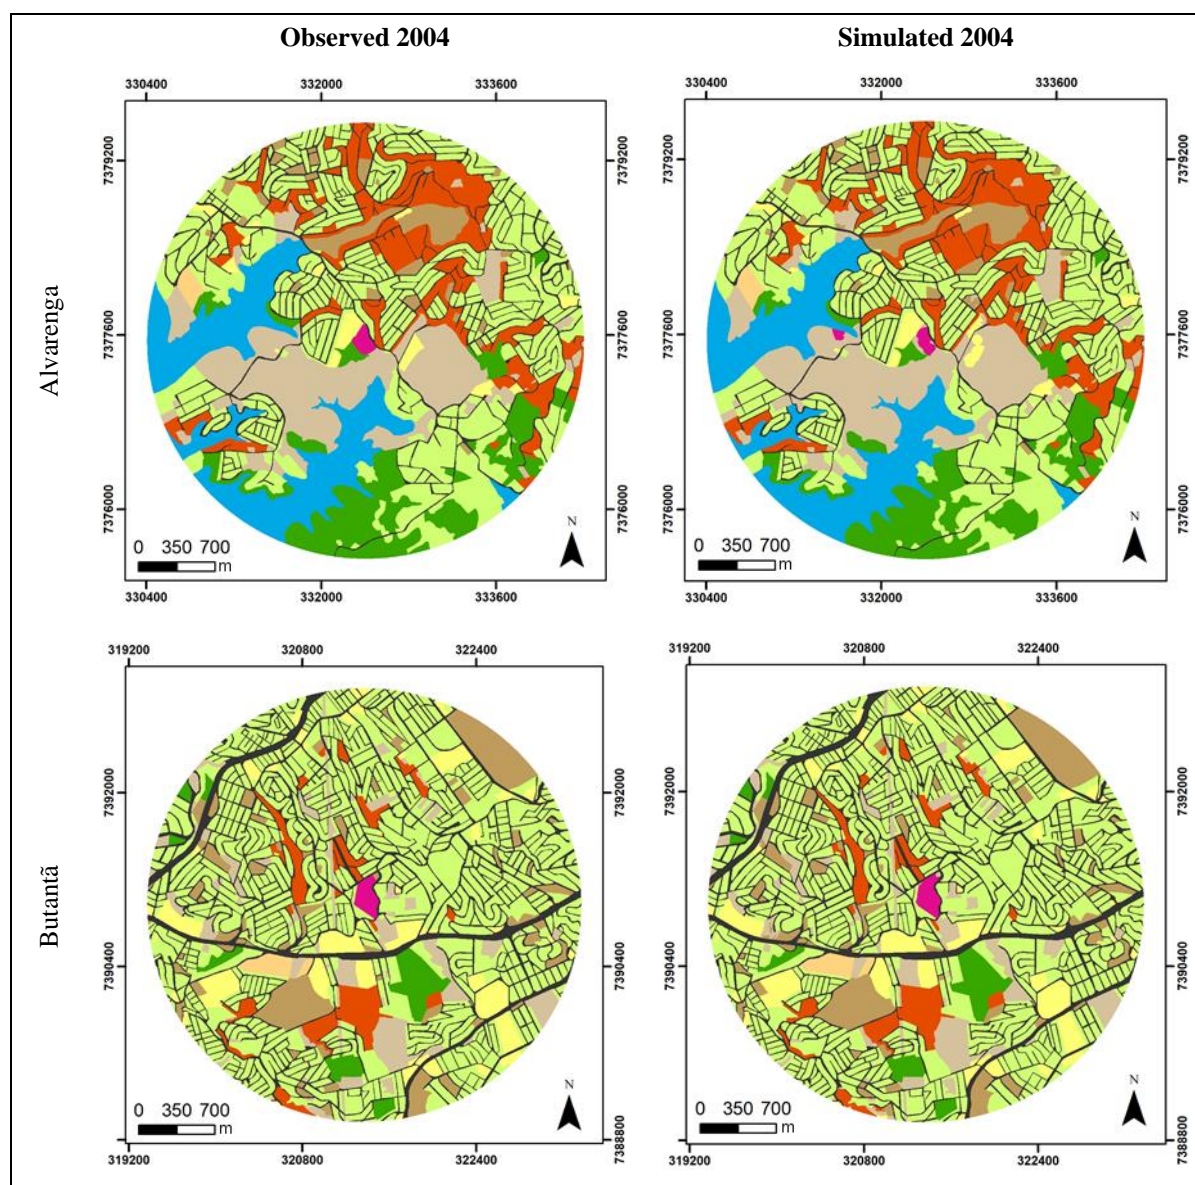 Observed 2004
Simulated 2004
330400 332000 333600
330400 332000 333600
7379200 7379200 7379200 7379200
Alvarenga
7377600 7377600 7377600 7377600
7376000 7376000 7376000 7376000
N
N
0 350 700
m
0 350 700
m
330400 332000 333600
330400 332000 333600
319200 320800 322400
319200 320800 322400
7392000 7392000 7392000 7392000
Butantã
7390400 7390400 7390400 7390400
N
N
0 350 700
m
0 350 700
m
7388800 7388800
319200 320800 322400
319200 320800 322400